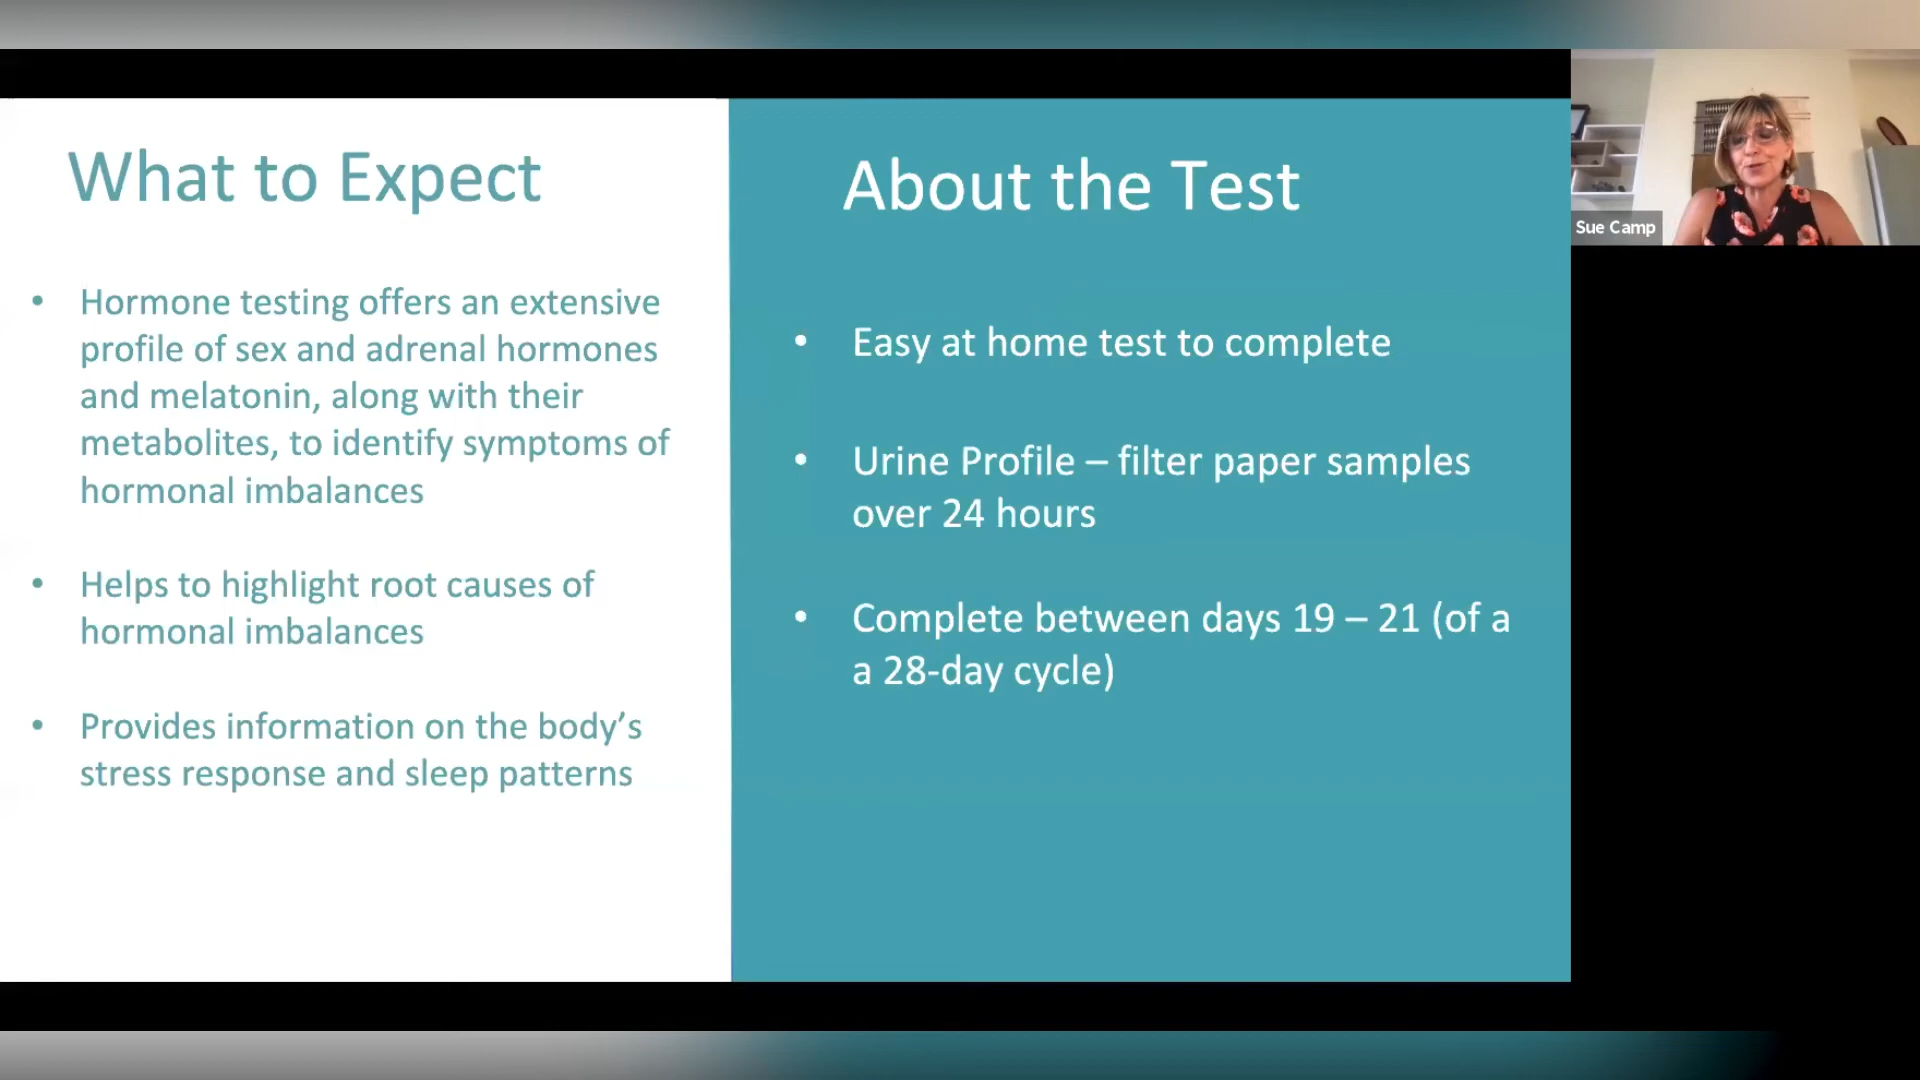 What to Expect
• Hormone testing offers an extensive
profile of sex and adrenal hormones
and melatonin, along with their
metabolites, to identify symptoms of
hormonal imbalances
• Helps to highlight root causes of
hormonal imbalances
• Provides information on the body’s
stress response and sleep patterns
About the Test
• Easy at home test to complete
• Urine Profile – filter paper samples
over 24 hours
• Complete between days 19 – 21 (of a
a 28-day cycle)
Sue Camp